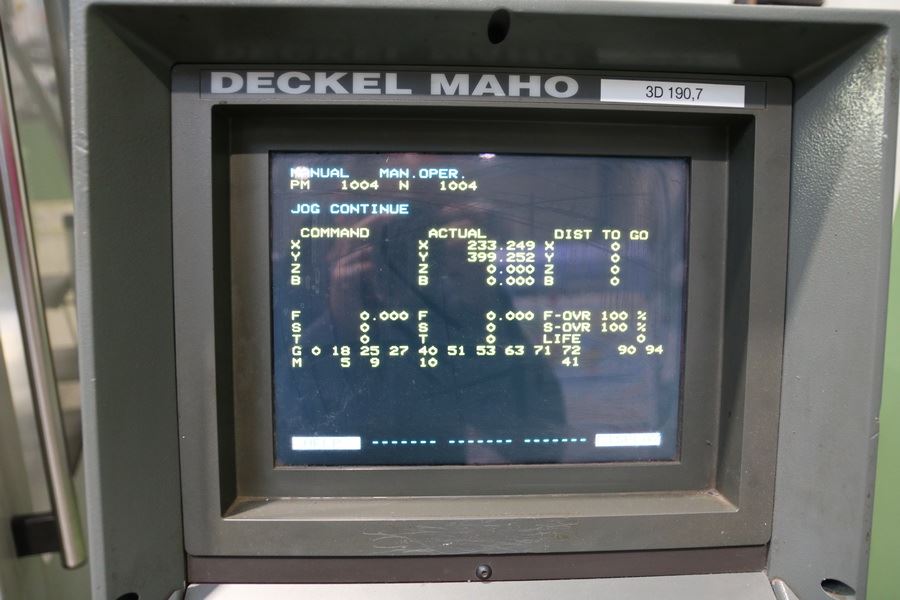 DECKEL MAHO
3D 190,7
MANUAL MAN.OPER.
PM 1004 N 1004
JOG CONTINUE
COMMAND ACTUAL DIST TO GO
X X 233.249 X 0
Y Y 399.252 Y 0
Z Z 0.000 Z 0
B B 0.000 B 0
F 0.000 F 0.000 F-OVR 100 %
S 0 S 0 S-OVR 100 %
T 0 T 0 LIFE 0
G 0 18 25 27 40 51 53 63 71 72 90 94
M 5 9 10 41